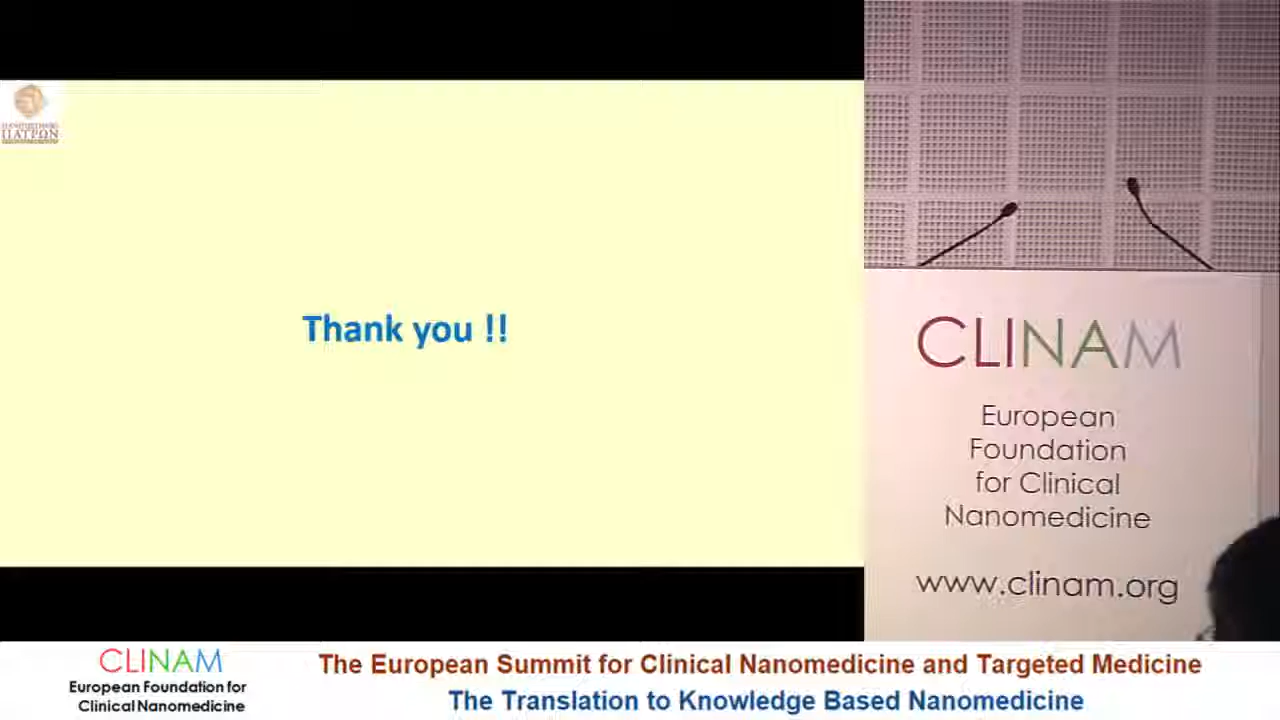 ΠΑΤΡΩΝ
Thank you !!
CLINAM
European
Foundation
for Clinical
Nanomedicine
www.clinam.org
CLINAM
European Foundation for
Clinical Nanomedicine
The European Summit for Clinical Nanomedicine and Targeted Medicine
The Translation to Knowledge Based Nanomedicine